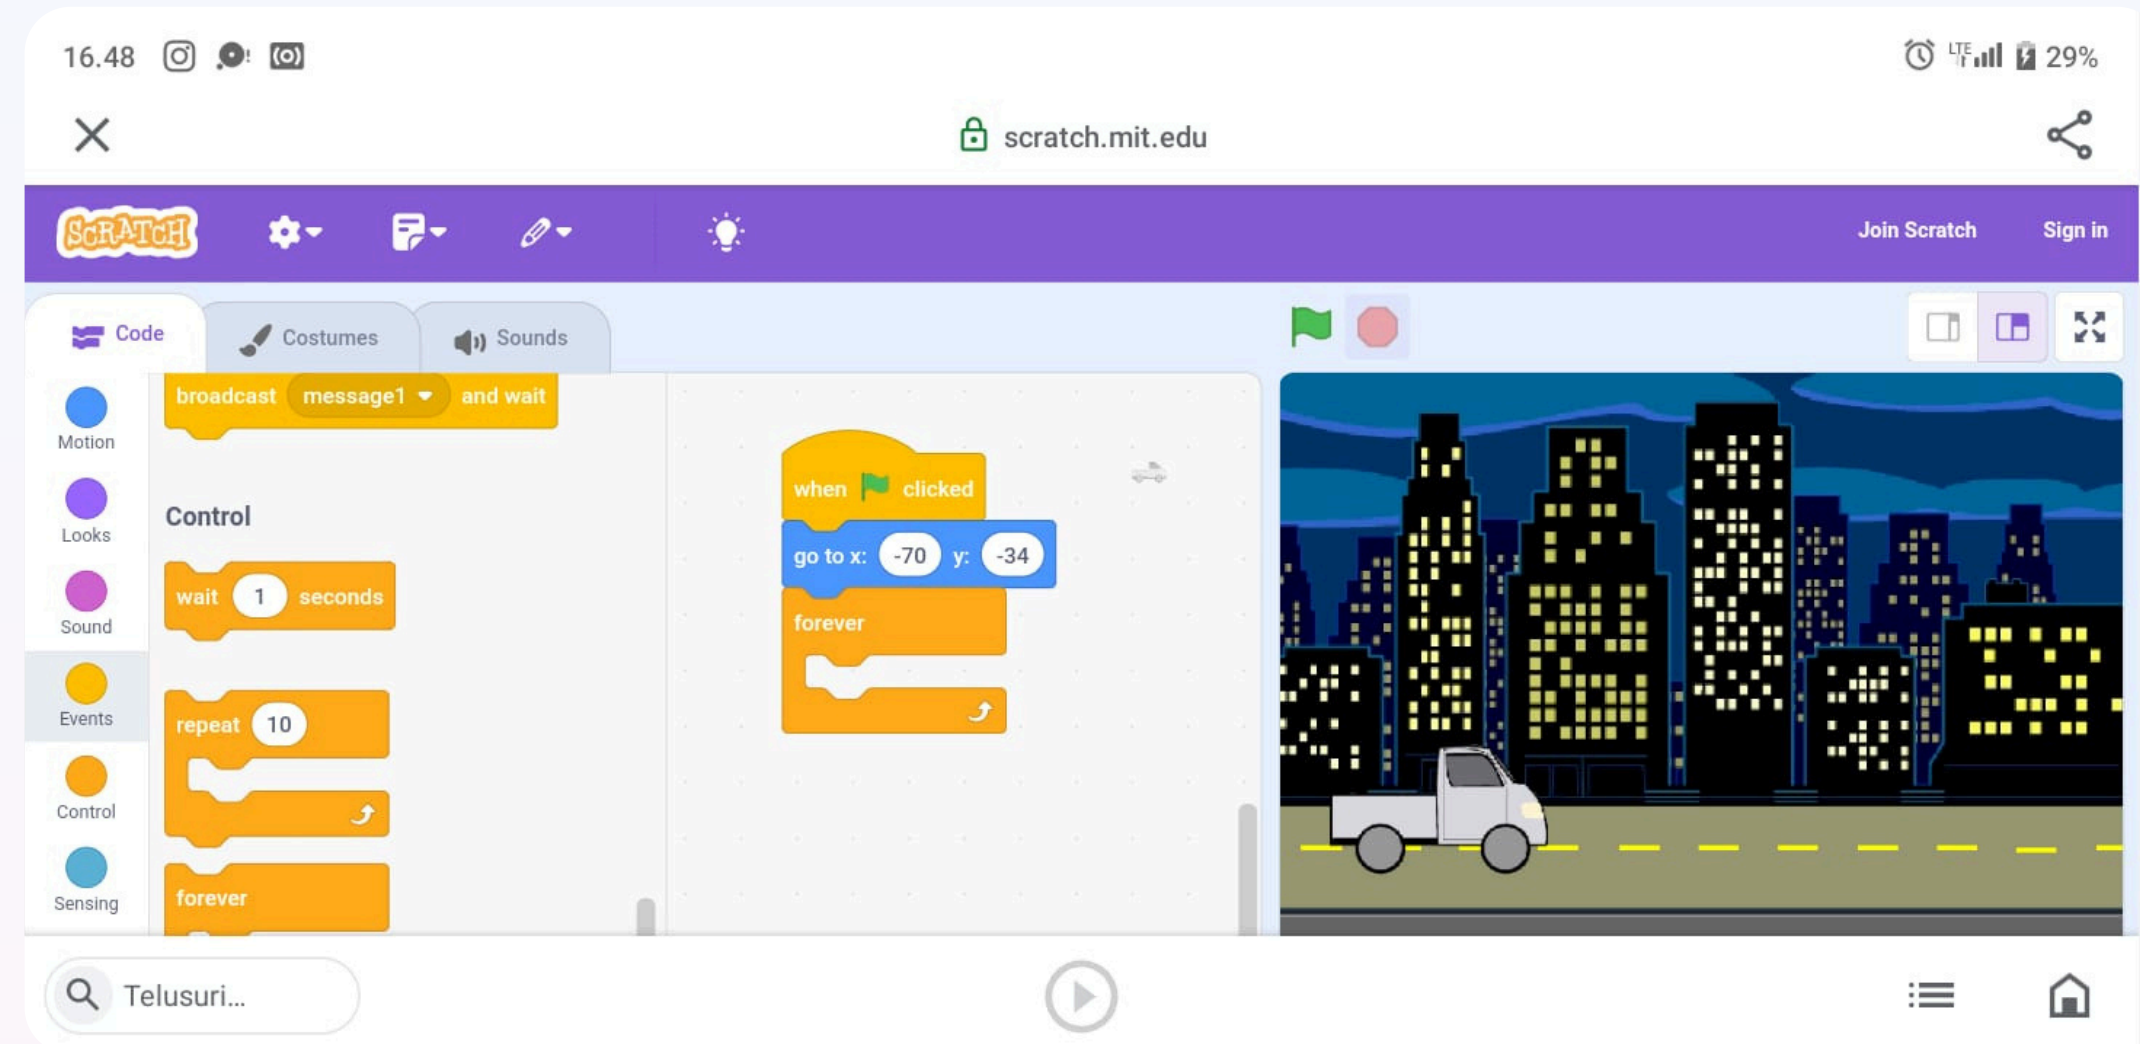 16.48
LTE
29%
scratch.mit.edu
SCRATCH
Join Scratch
Sign in
Code
Costumes
Sounds
Motion
Looks
Sound
Events
Control
Sensing
broadcast message1 and wait
Control
wait 1 seconds
repeat 10
forever
when clicked
go to x: -70 y: -34
forever
Telusuri...